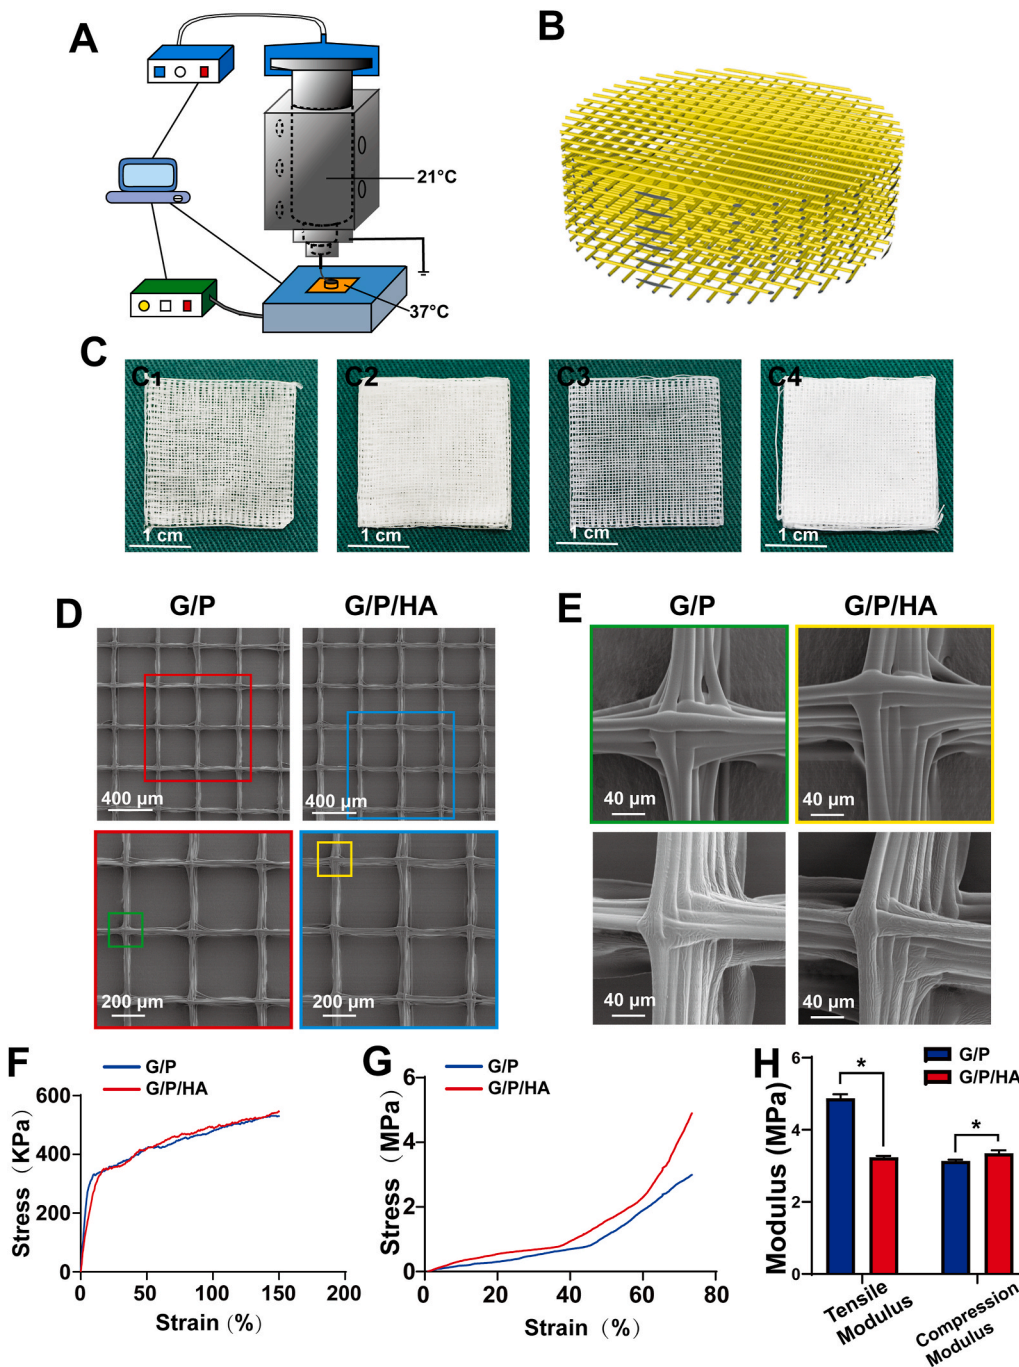 A
B
21°C
37°C
C
C1
C2
C3
C4
1 cm
1 cm
1 cm
1 cm
D
G/P
G/P/HA
E
G/P
G/P/HA
400 μm
400 μm
40 μm
40 μm
200 μm
200 μm
40 μm
40 μm
F
G/P
G/P/HA
Stress (KPa)
600
400
200
0
0
50
100
150
200
Strain (%)
G
G/P
G/P/HA
Stress (MPa)
6
4
2
0
0
20
40
60
80
Strain (%)
H
G/P
G/P/HA
Modulus (MPa)
6
4
2
0
*
*
Tensile
Modulus
Compression
Modulus